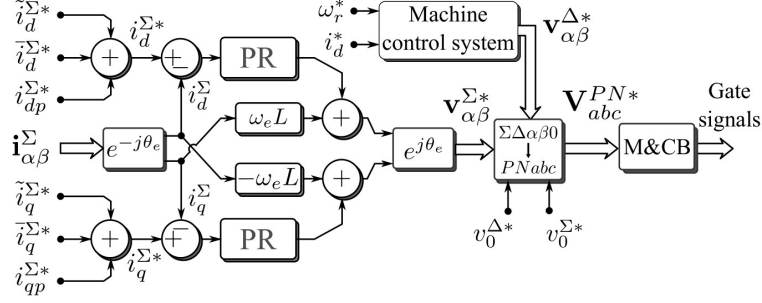 ĩ_d^{Σ*}
i_d^{Σ*}
ω_r^*
Machine
control system
v_{αβ}^{Δ*}
ī_d^{Σ*}
+
+ −
PR
i_d^*
i_{dp}^{Σ*}
i_d^Σ
v_{αβ}^{Σ*}
V_{abc}^{PN*}
Gate
signals
ω_e L
+
i_{αβ}^Σ
e^{-jθ_e}
e^{jθ_e}
ΣΔαβ0
↓
PNabc
M&CB
−ω_e L
+
ĩ_q^{Σ*}
i_q^Σ
v_0^{Δ*}
v_0^{Σ*}
ī_q^{Σ*}
+
+ −
PR
i_{qp}^{Σ*}
i_q^{Σ*}